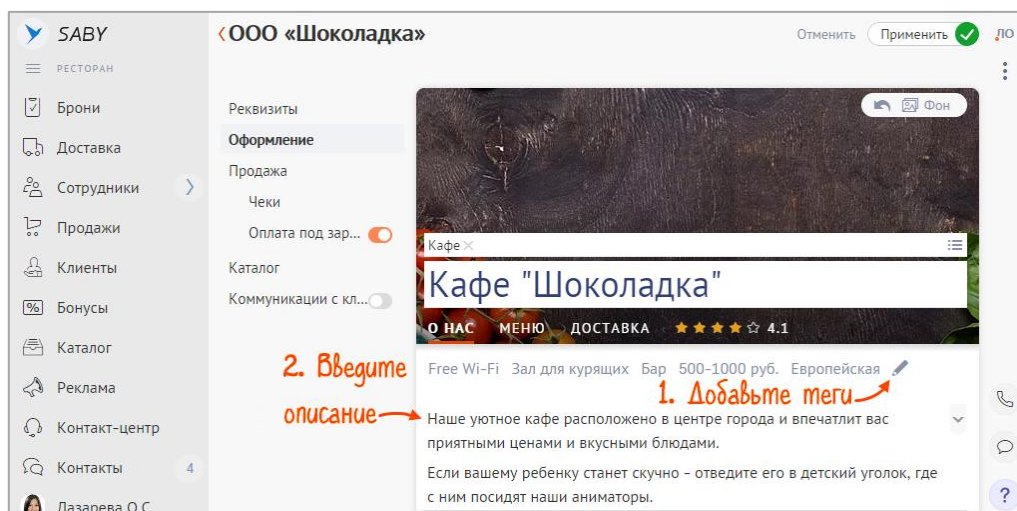 SABY
РЕСТОРАН
Брони
Доставка
Сотрудники
Продажи
Клиенты
Бонусы
Каталог
Реклама
Контакт-центр
Контакты 4
Лазарева О.С.
ООО «Шоколадка»
Отменить Применить ЛО
Реквизиты
Оформление
Продажа
Чеки
Оплата под зар...
Каталог
Коммуникации с кл...
Фон
Кафе
Кафе "Шоколадка"
О НАС МЕНЮ ДОСТАВКА 4.1
Free Wi-Fi Зал для курящих Бар 500-1000 руб. Европейская
1. Добавьте теги
2. Введите
описание
Наше уютное кафе расположено в центре города и впечатлит вас
приятными ценами и вкусными блюдами.
Если вашему ребенку станет скучно – отведите его в детский уголок, где
с ним посидят наши аниматоры.
?